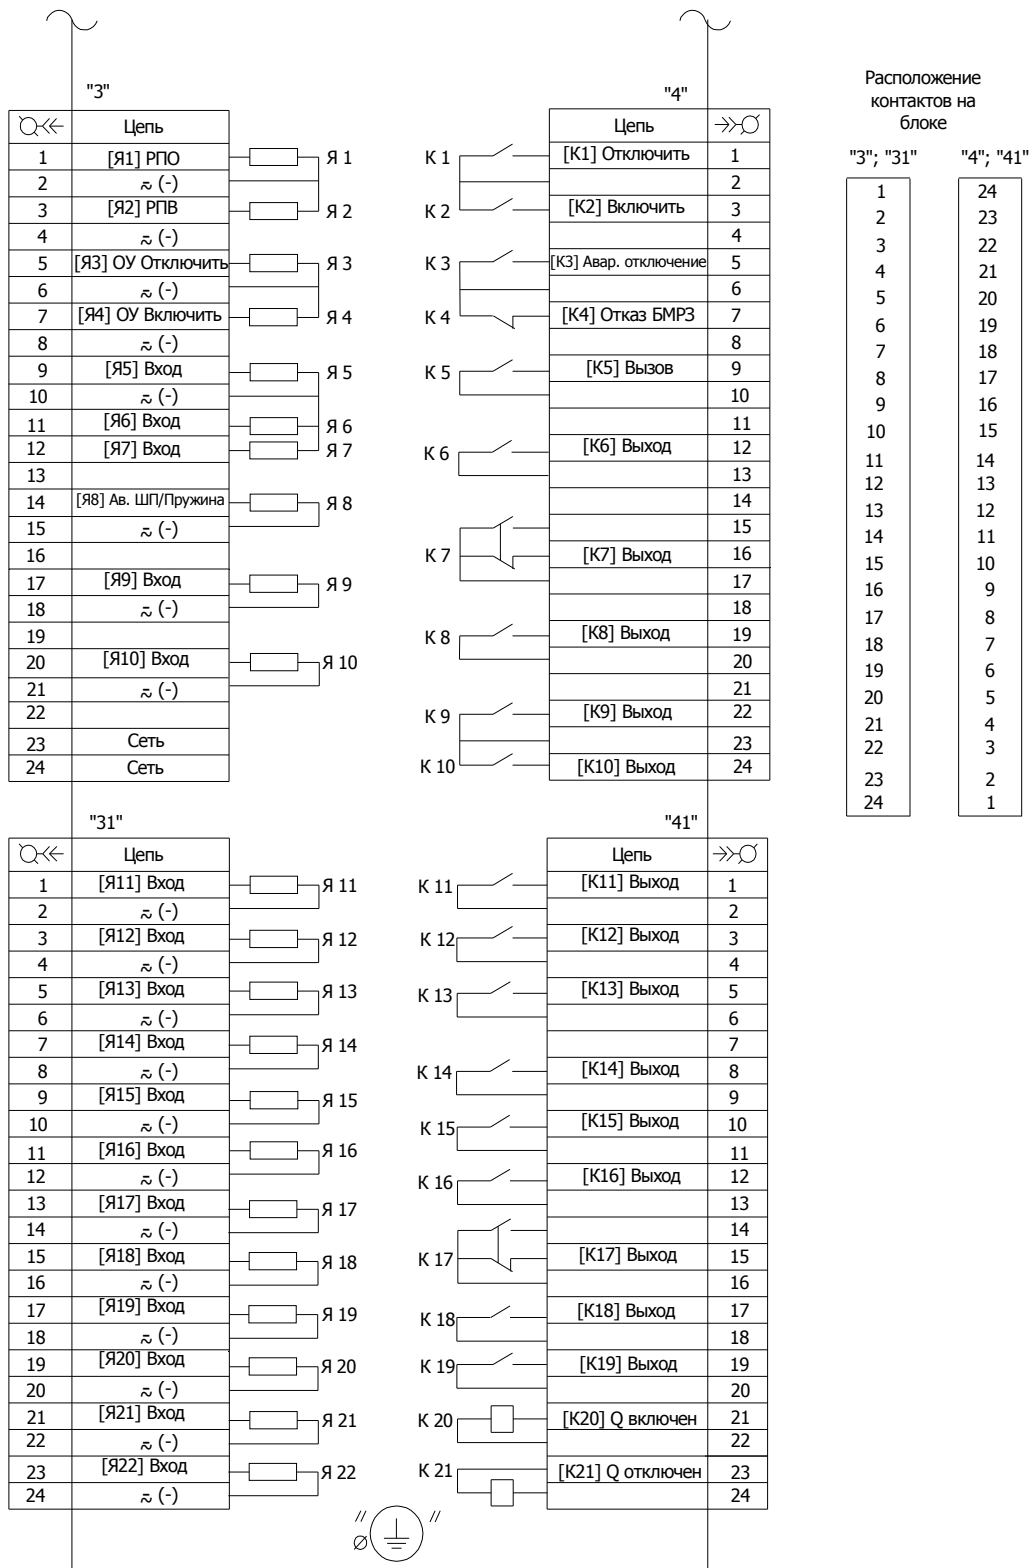 "3"
Цепь
1 [Я1] РПО Я 1
2 ≂ (-)
3 [Я2] РПВ Я 2
4 ≂ (-)
5 [Я3] ОУ Отключить Я 3
6 ≂ (-)
7 [Я4] ОУ Включить Я 4
8 ≂ (-)
9 [Я5] Вход Я 5
10 ≂ (-)
11 [Я6] Вход Я 6
12 [Я7] Вход Я 7
13
14 [Я8] Ав. ШП/Пружина Я 8
15 ≂ (-)
16
17 [Я9] Вход Я 9
18 ≂ (-)
19
20 [Я10] Вход Я 10
21 ≂ (-)
22
23 Сеть
24 Сеть
"4"
Цепь
К 1 [К1] Отключить 1
2
К 2 [К2] Включить 3
4
К 3 [К3] Авар. отключение 5
6
К 4 [К4] Отказ БМРЗ 7
8
К 5 [К5] Вызов 9
10
11
К 6 [К6] Выход 12
13
14
15
К 7 [К7] Выход 16
17
18
К 8 [К8] Выход 19
20
21
К 9 [К9] Выход 22
23
К 10 [К10] Выход 24
Расположение
контактов на
блоке
"3"; "31" "4"; "41"
1 24
2 23
3 22
4 21
5 20
6 19
7 18
8 17
9 16
10 15
11 14
12 13
13 12
14 11
15 10
16 9
17 8
18 7
19 6
20 5
21 4
22 3
23 2
24 1
"31"
Цепь
1 [Я11] Вход Я 11
2 ≂ (-)
3 [Я12] Вход Я 12
4 ≂ (-)
5 [Я13] Вход Я 13
6 ≂ (-)
7 [Я14] Вход Я 14
8 ≂ (-)
9 [Я15] Вход Я 15
10 ≂ (-)
11 [Я16] Вход Я 16
12 ≂ (-)
13 [Я17] Вход Я 17
14 ≂ (-)
15 [Я18] Вход Я 18
16 ≂ (-)
17 [Я19] Вход Я 19
18 ≂ (-)
19 [Я20] Вход Я 20
20 ≂ (-)
21 [Я21] Вход Я 21
22 ≂ (-)
23 [Я22] Вход Я 22
24 ≂ (-)
"41"
Цепь
К 11 [К11] Выход 1
2
К 12 [К12] Выход 3
4
К 13 [К13] Выход 5
6
7
К 14 [К14] Выход 8
9
К 15 [К15] Выход 10
11
К 16 [К16] Выход 12
13
14
К 17 [К17] Выход 15
16
К 18 [К18] Выход 17
18
К 19 [К19] Выход 19
20
К 20 [К20] Q включен 21
22
К 21 [К21] Q отключен 23
24
"⌀ "